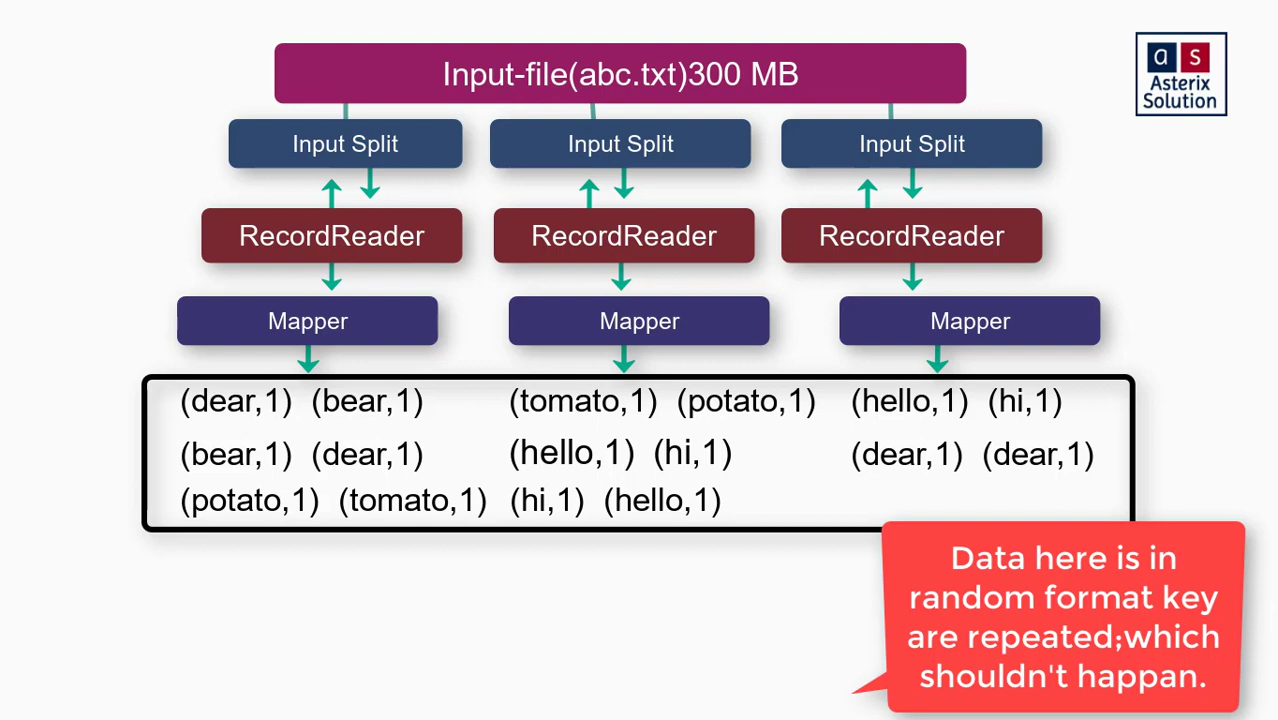 Input-file(abc.txt)300 MB
a s
Asterix
Solution
Input Split Input Split Input Split
RecordReader RecordReader RecordReader
Mapper Mapper Mapper
(dear,1) (bear,1) (tomato,1) (potato,1) (hello,1) (hi,1)
(bear,1) (dear,1) (hello,1) (hi,1) (dear,1) (dear,1)
(potato,1) (tomato,1) (hi,1) (hello,1)
Data here is in
random format key
are repeated;which
shouldn't happan.